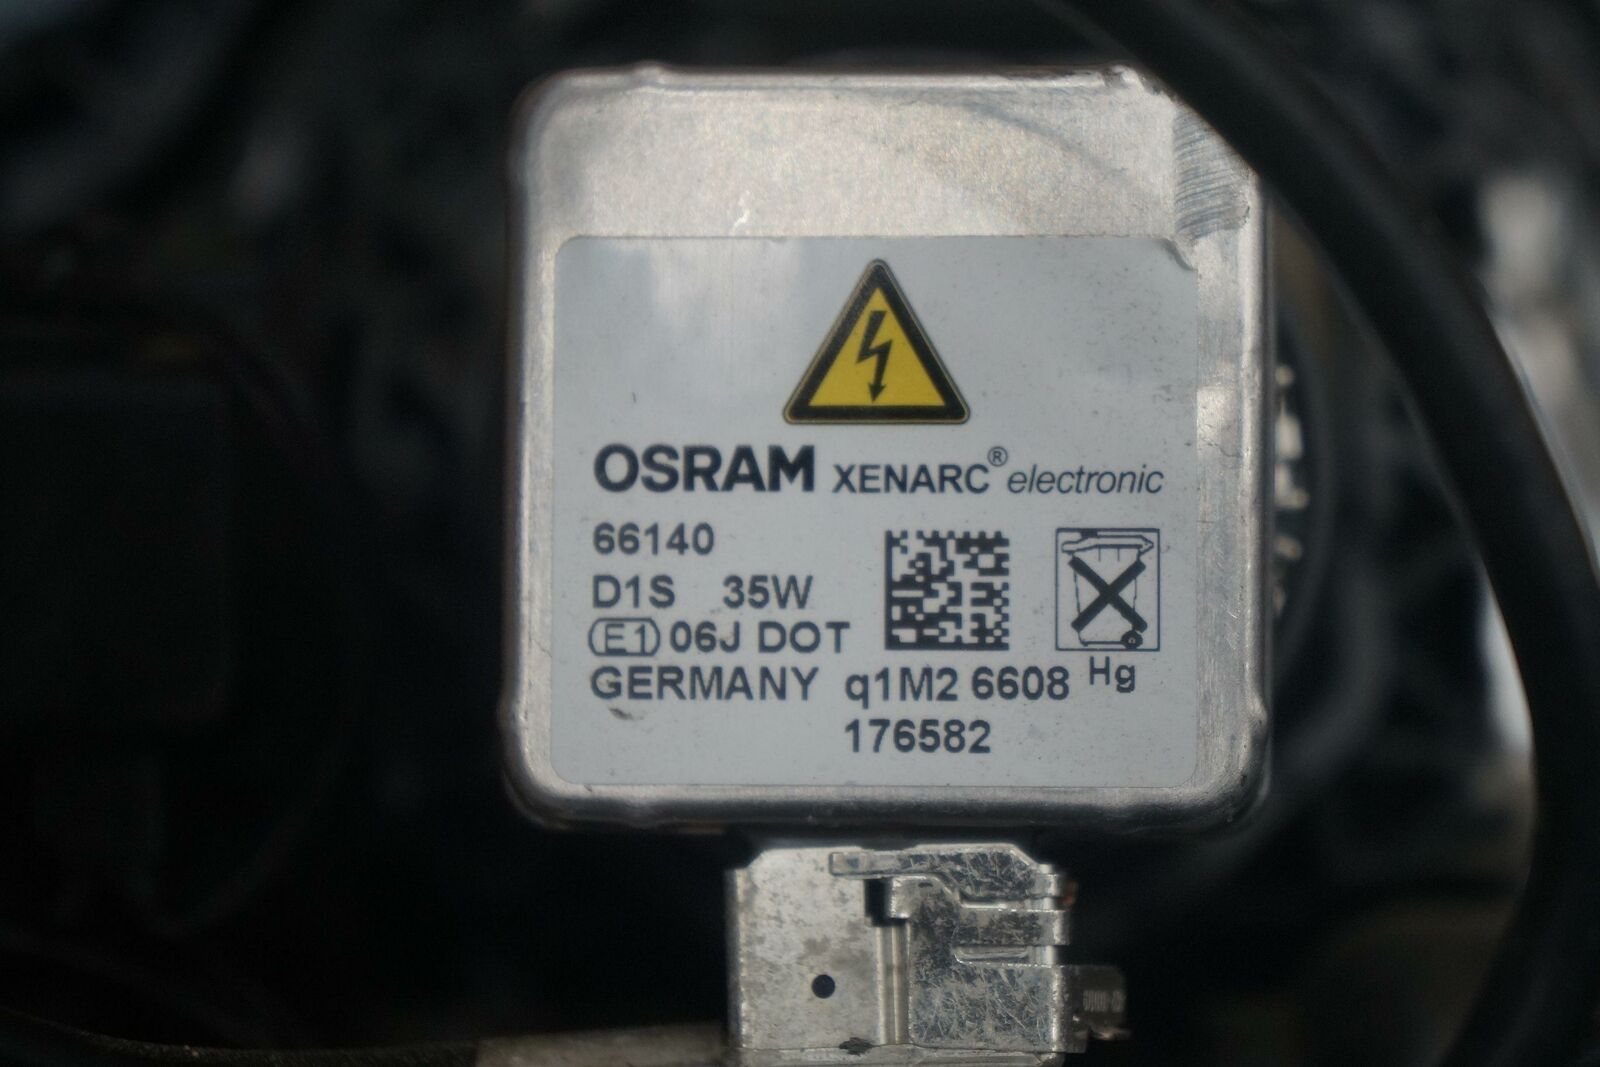 OSRAM XENARC® electronic
66140
D1S 35W
E1 06J DOT
GERMANY q1M2 6608 Hg
176582